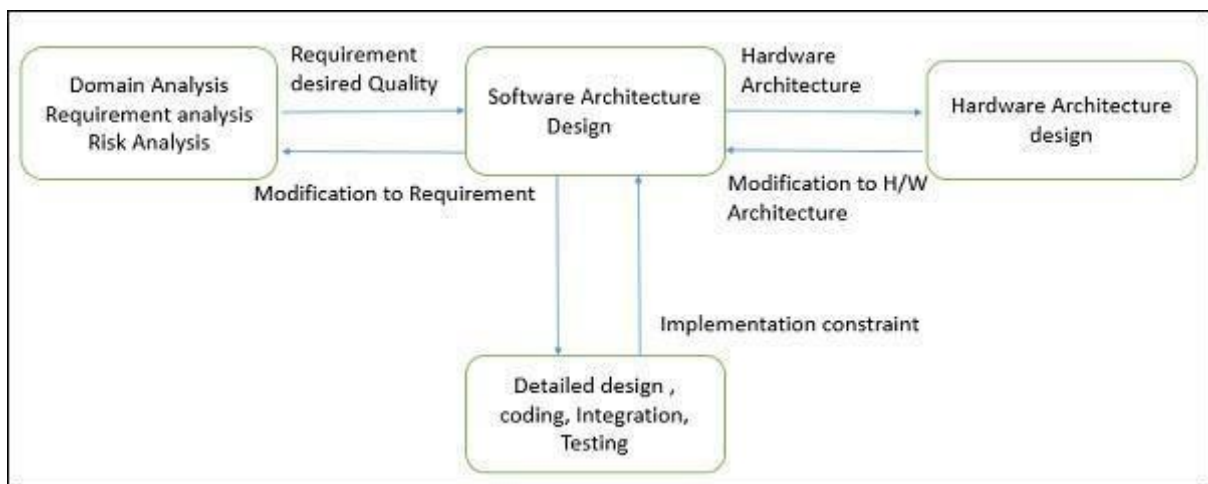 Domain Analysis
Requirement analysis
Risk Analysis
Requirement
desired Quality
Modification to Requirement
Software Architecture
Design
Hardware
Architecture
Modification to H/W
Architecture
Hardware Architecture
design
Implementation constraint
Detailed design ,
coding, Integration,
Testing